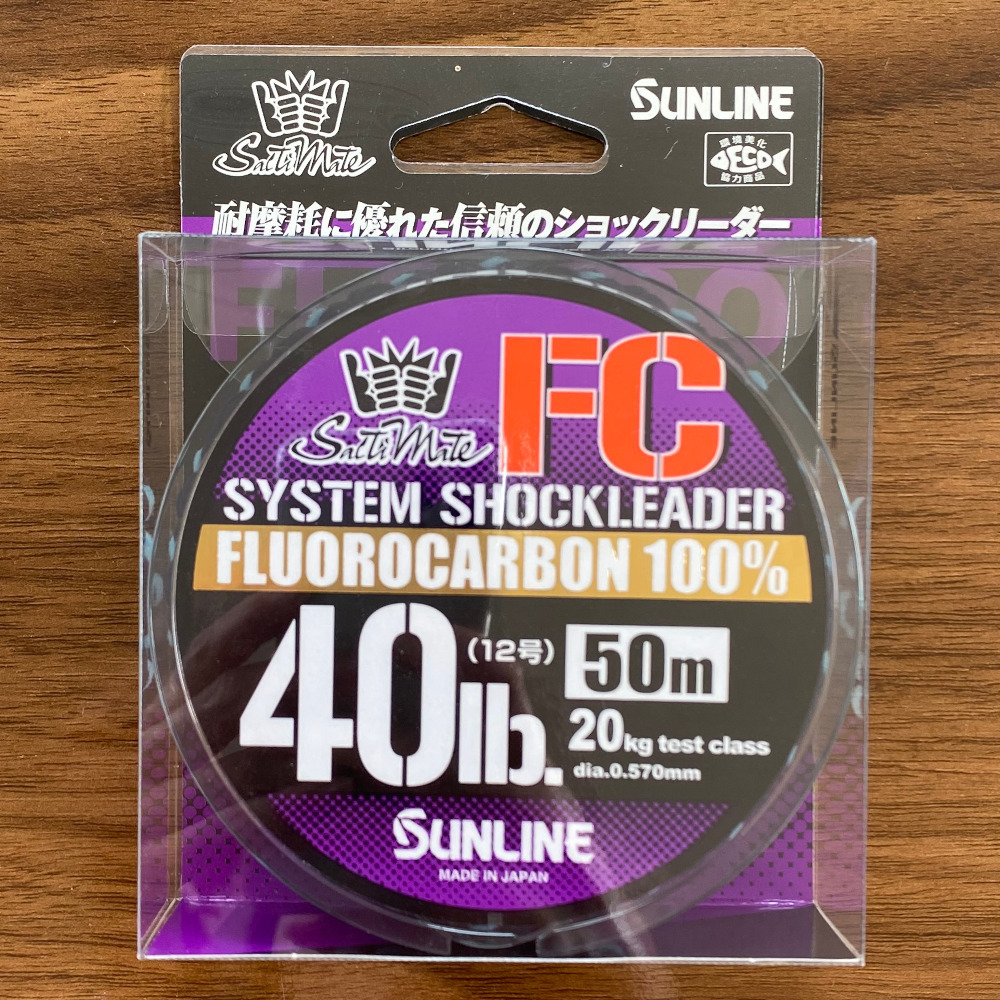 SaltiMate
SUNLINE
環境美化
ECO
協力商品
耐摩耗に優れた信頼のショックリーダー
SaltiMate
FC
SYSTEM SHOCKLEADER
FLUOROCARBON 100%
40lb.
(12号)
50m
20kg test class
dia.0.570mm
SUNLINE
MADE IN JAPAN